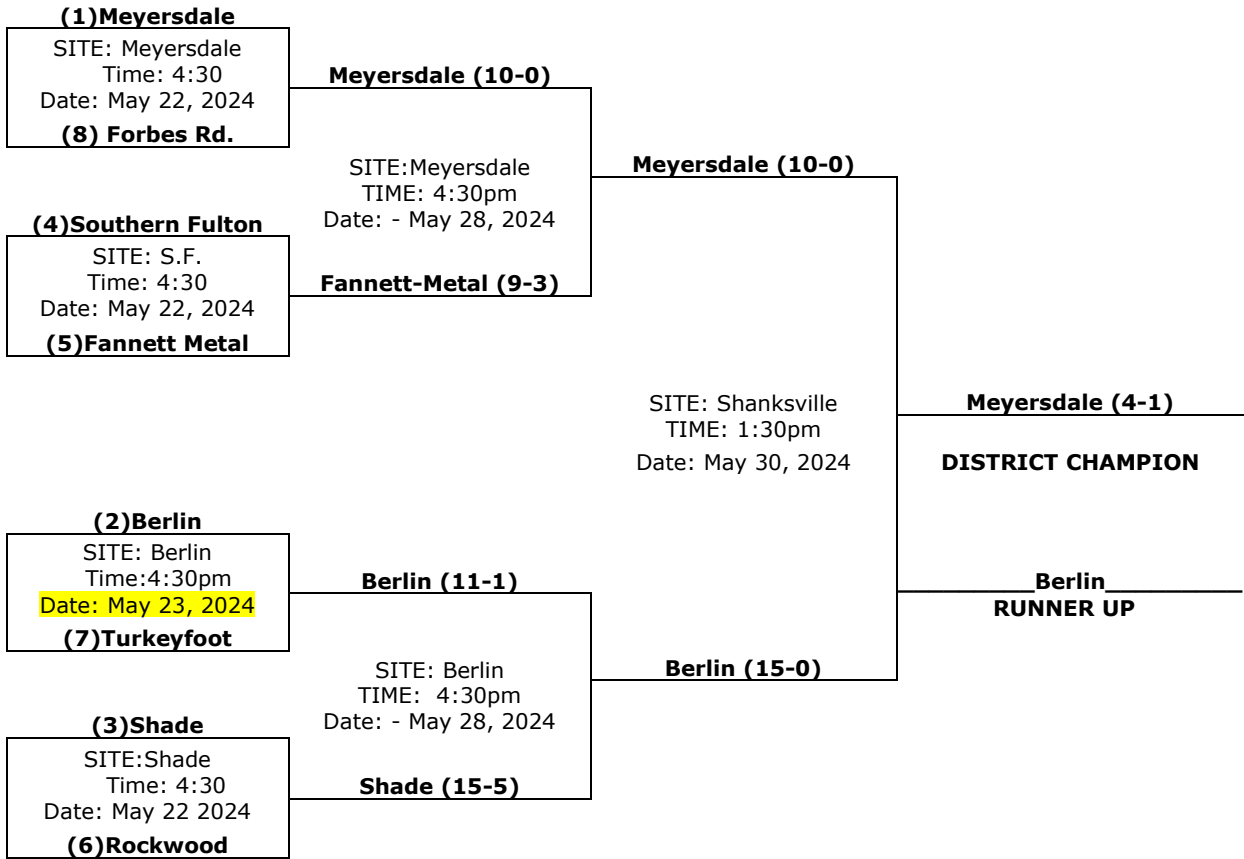 (1)Meyersdale
SITE: Meyersdale
Time: 4:30
Date: May 22, 2024
(8) Forbes Rd.
Meyersdale (10-0)
SITE:Meyersdale
TIME: 4:30pm
Date: - May 28, 2024
(4)Southern Fulton
SITE: S.F.
Time: 4:30
Date: May 22, 2024
(5)Fannett Metal
Fannett-Metal (9-3)
Meyersdale (10-0)
SITE: Shanksville
TIME: 1:30pm
Date: May 30, 2024
Meyersdale (4-1)
DISTRICT CHAMPION
(2)Berlin
SITE: Berlin
Time:4:30pm
Date: May 23, 2024
(7)Turkeyfoot
Berlin (11-1)
SITE: Berlin
TIME: 4:30pm
Date: - May 28, 2024
(3)Shade
SITE:Shade
Time: 4:30
Date: May 22 2024
(6)Rockwood
Shade (15-5)
Berlin (15-0)
__________Berlin__________
RUNNER UP